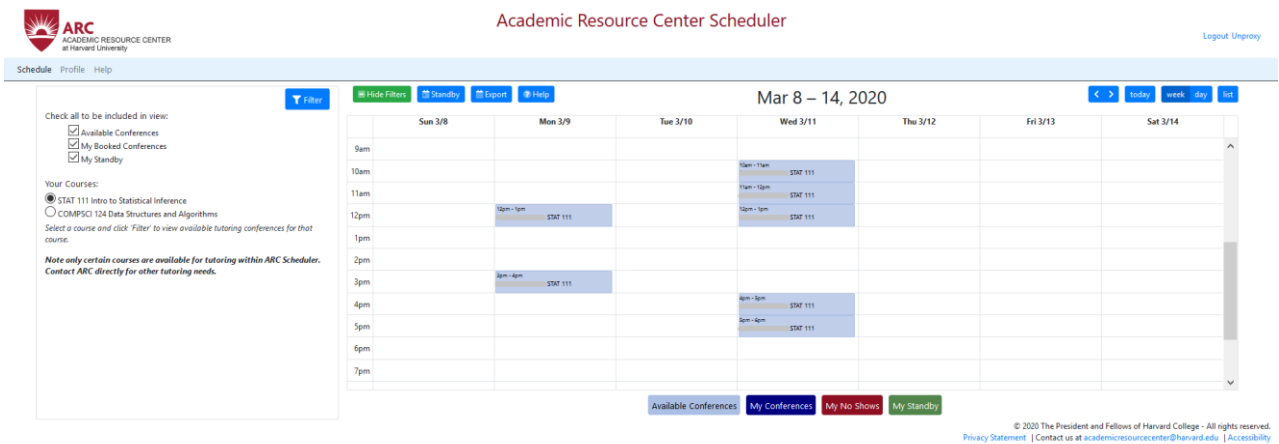 ARC
ACADEMIC RESOURCE CENTER
at Harvard University
Academic Resource Center Scheduler
Logout Unproxy
Schedule Profile Help
Filter
Check all to be included in view:
Available Conferences
My Booked Conferences
My Standby
Your Courses:
STAT 111 Intro to Statistical Inference
COMPSCI 124 Data Structures and Algorithms
Select a course and click 'Filter' to view available tutoring conferences for that
course.
Note only certain courses are available for tutoring within ARC Scheduler.
Contact ARC directly for other tutoring needs.
Hide Filters Standby Export Help
Mar 8 – 14, 2020
< > today week day list
Sun 3/8 Mon 3/9 Tue 3/10 Wed 3/11 Thu 3/12 Fri 3/13 Sat 3/14
9am
10am
10am - 11am
STAT 111
11am
11am - 12pm
STAT 111
12pm
12pm - 1pm
STAT 111
12pm - 1pm
STAT 111
1pm
2pm
3pm
3pm - 4pm
STAT 111
4pm
4pm - 5pm
STAT 111
5pm
5pm - 6pm
STAT 111
6pm
7pm
Available Conferences My Conferences My No Shows My Standby
© 2020 The President and Fellows of Harvard College - All rights reserved.
Privacy Statement | Contact us at academicresourcecenter@harvard.edu | Accessibility